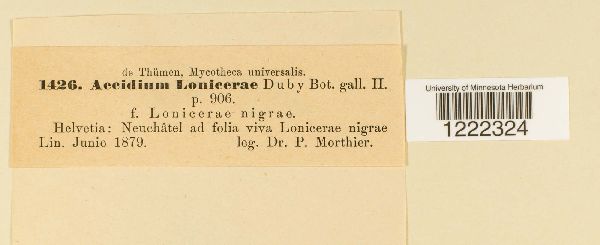 de Thümen, Mycotheca universalis.
1426. Aecidium Lonicerae Duby Bot. gall. II.
p. 906.
f. Lonicerae nigrae.
Helvetia: Neuchâtel ad folia viva Lonicerae nigrae
Lin. Junio 1879. leg. Dr. P. Morthier.
University of Minnesota Herbarium
1222324